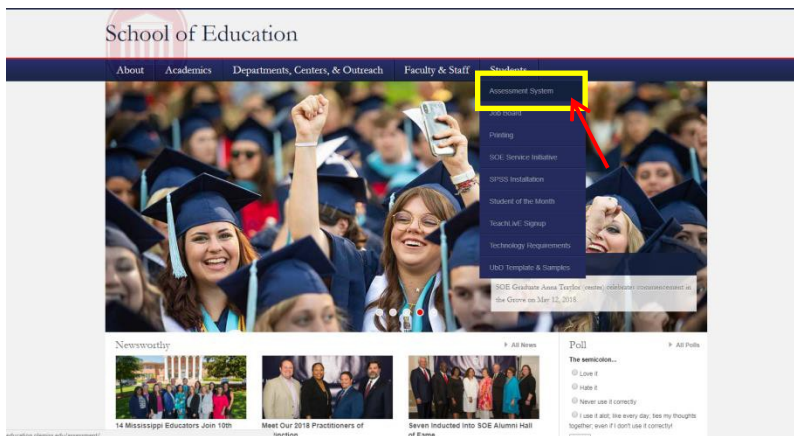 School of Education
About Academics Departments, Centers, & Outreach Faculty & Staff Students
Assessment System
Job Board
Printing
SOE Service Initiative
SPSS Installation
Student of the Month
TeachLivE Signup
Technology Requirements
UbD Template & Samples
SOE Graduate Anna Traylor (center) celebrates commencement in
the Grove on May 12, 2018.
Newsworthy
All News
14 Mississippi Educators Join 10th
Meet Our 2018 Practitioners of
Seven Inducted Into SOE Alumni Hall
of Fame
Poll
All Polls
The semicolon...
Love it
Hate it
Never use it correctly
I use it alot; like every day; ties my thoughts
together; even if I don't use it correctly!